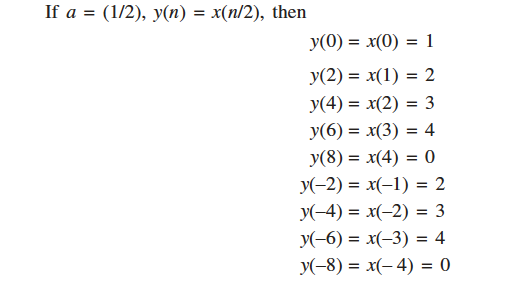 If a = (1/2), y(n) = x(n/2), then
y(0) = x(0) = 1
y(2) = x(1) = 2
y(4) = x(2) = 3
y(6) = x(3) = 4
y(8) = x(4) = 0
y(–2) = x(–1) = 2
y(–4) = x(–2) = 3
y(–6) = x(–3) = 4
y(–8) = x(– 4) = 0